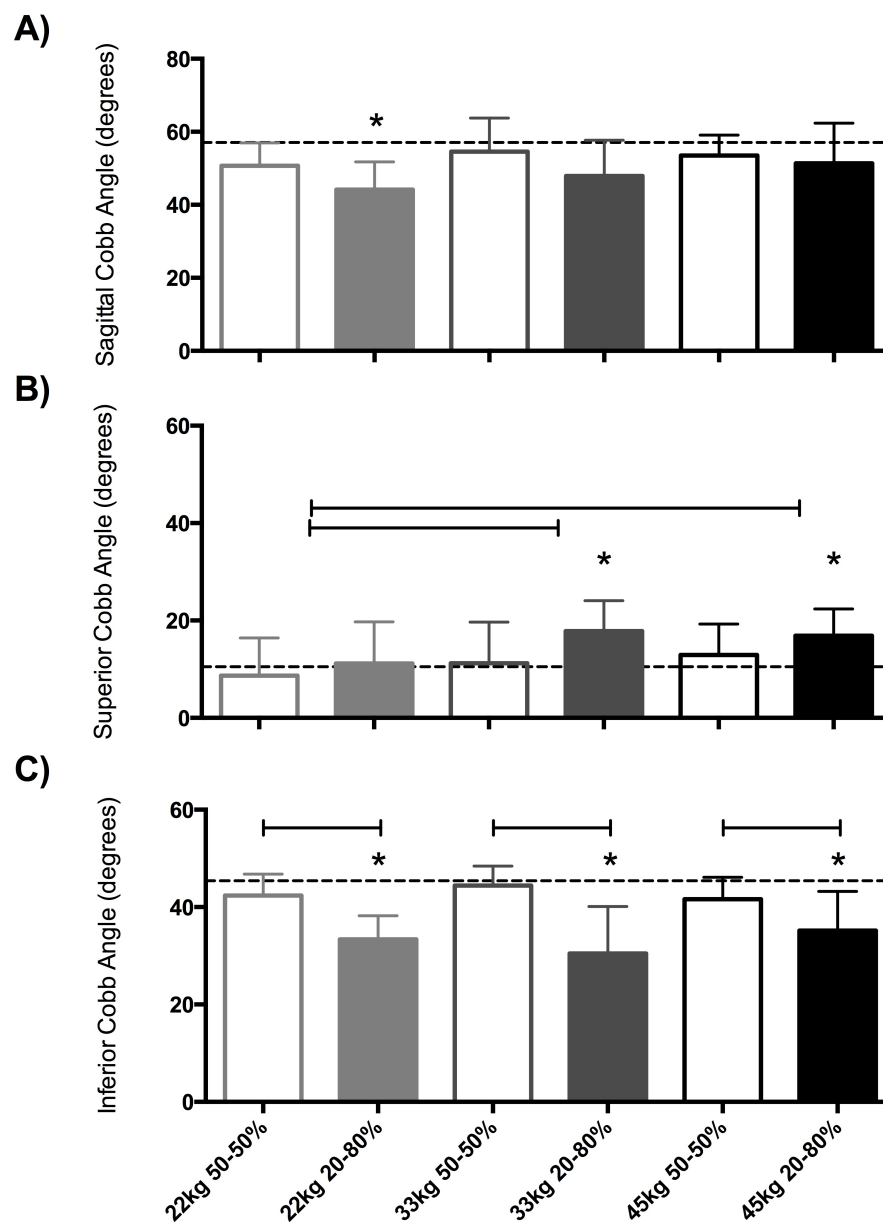 A)
Sagittal Cobb Angle (degrees)
80
60
40
20
0
*
B)
Superior Cobb Angle (degrees)
60
40
20
0
*
*
C)
Inferior Cobb Angle (degrees)
60
40
20
0
*
*
*
22kg 50-50%
22kg 20-80%
33kg 50-50%
33kg 20-80%
45kg 50-50%
45kg 20-80%